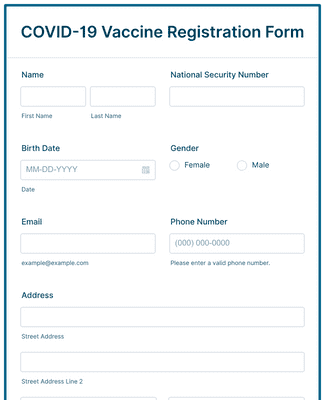 COVID-19 Vaccine Registration Form
Name
National Security Number
First Name
Last Name
Birth Date
Gender
MM-DD-YYYY
Female
Male
Date
Email
Phone Number
(000) 000-0000
example@example.com
Please enter a valid phone number.
Address
Street Address
Street Address Line 2